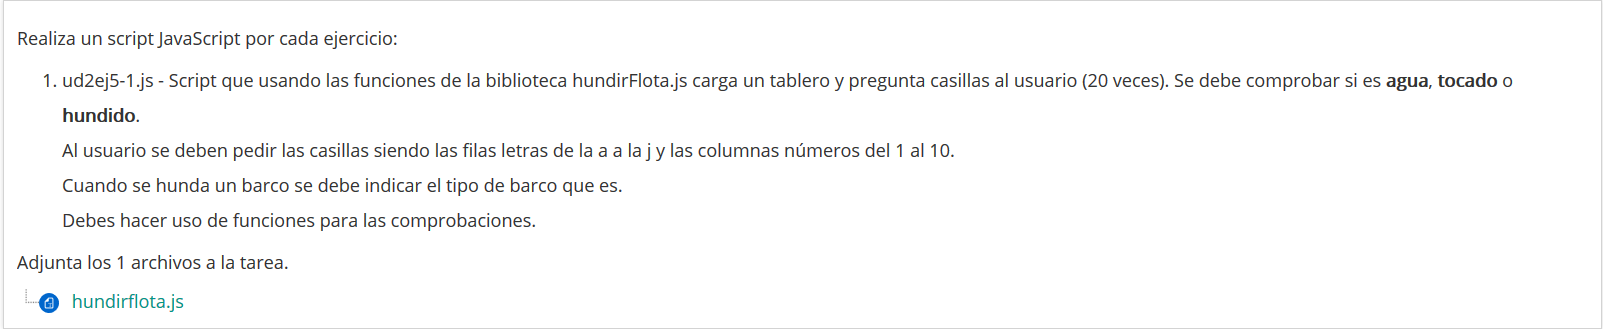 Realiza un script JavaScript por cada ejercicio:
1. ud2ej5-1.js - Script que usando las funciones de la biblioteca hundirFlota.js carga un tablero y pregunta casillas al usuario (20 veces). Se debe comprobar si es agua, tocado o
hundido.
Al usuario se deben pedir las casillas siendo las filas letras de la a a la j y las columnas números del 1 al 10.
Cuando se hunda un barco se debe indicar el tipo de barco que es.
Debes hacer uso de funciones para las comprobaciones.
Adjunta los 1 archivos a la tarea.
hundirflota.js